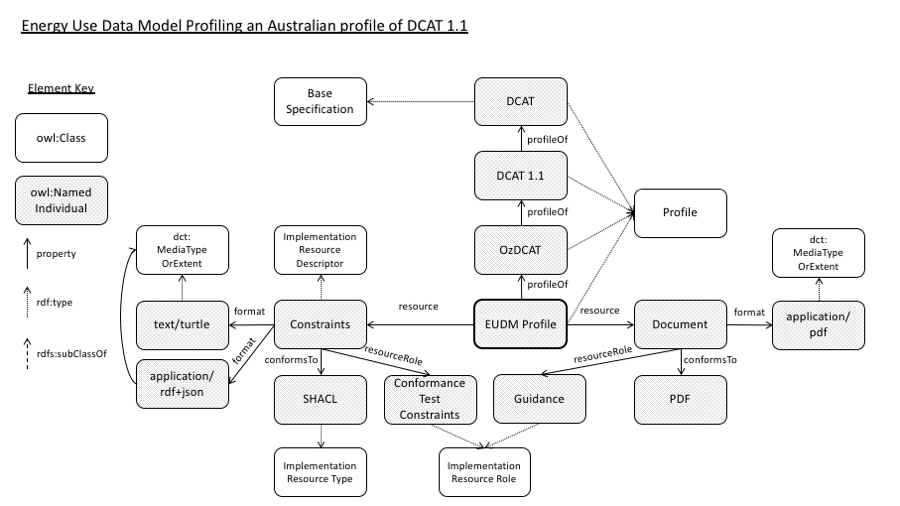 Energy Use Data Model Profiling an Australian profile of DCAT 1.1
Element Key
owl:Class
owl:Named
Individual
property
rdf:type
rdfs:subClassOf
Base
Specification
DCAT
profileOf
DCAT 1.1
profileOf
Profile
OzDCAT
profileOf
dct:
MediaType
OrExtent
Implementation
Resource
Descriptor
dct:
MediaType
OrExtent
text/turtle
format
Constraints
resource
EUDM Profile
resource
Document
format
application/
pdf
format
application/
rdf+json
conformsTo
resourceRole
resourceRole
conformsTo
SHACL
Conformance
Test
Constraints
Guidance
PDF
Implementation
Resource Type
Implementation
Resource Role